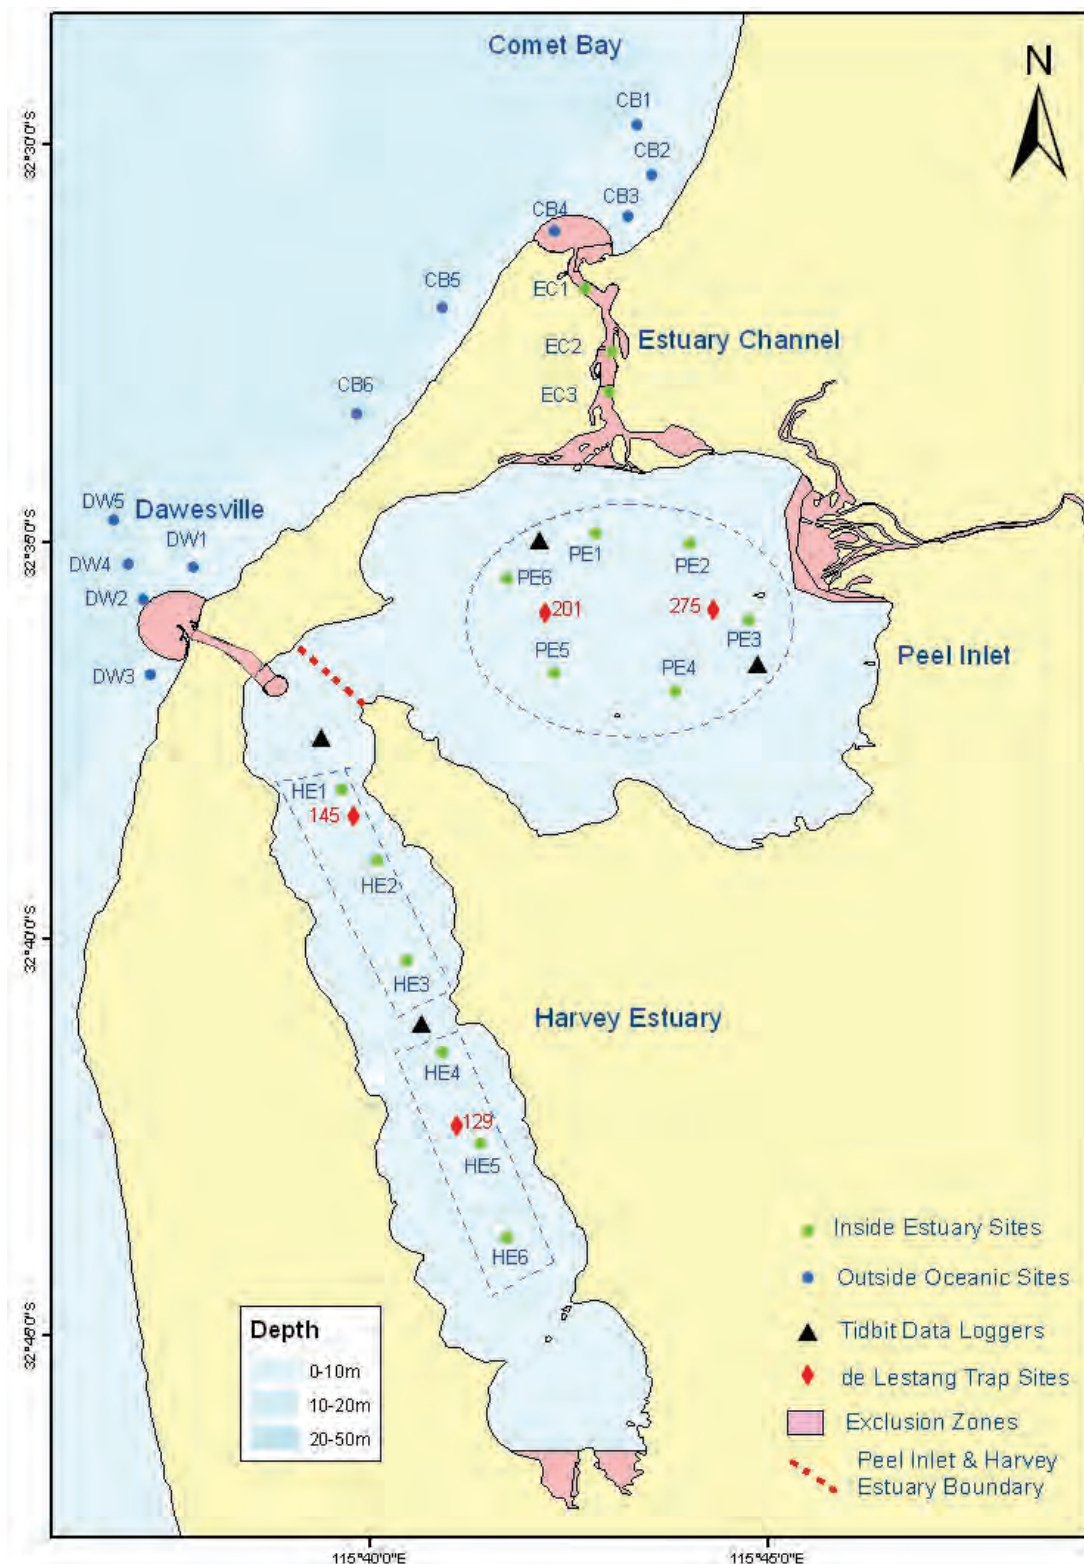 Comet Bay
N
CB1
32°30'0"S
CB2
CB3
CB4
CB5
EC1
EC2
Estuary Channel
EC3
CB6
DW5
Dawesville
DW1
32°35'0"S
DW4
DW2
DW3
PE1
PE2
PE6
201
275
PE3
PE5
PE4
Peel Inlet
HE1
145
HE2
32°40'0"S
HE3
Harvey Estuary
HE4
129
HE5
HE6
32°45'0"S
Inside Estuary Sites
Outside Oceanic Sites
Tidbit Data Loggers
de Lestang Trap Sites
Exclusion Zones
Peel Inlet & Harvey
Estuary Boundary
Depth
0-10m
10-20m
20-50m
115°40'0"E
115°45'0"E